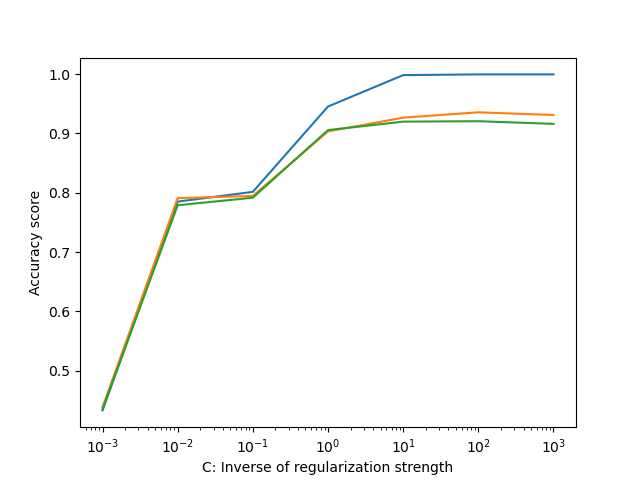 1.0
0.9
0.8
0.7
0.6
0.5
Accuracy score
10⁻³ 10⁻² 10⁻¹ 10⁰ 10¹ 10² 10³
C: Inverse of regularization strength